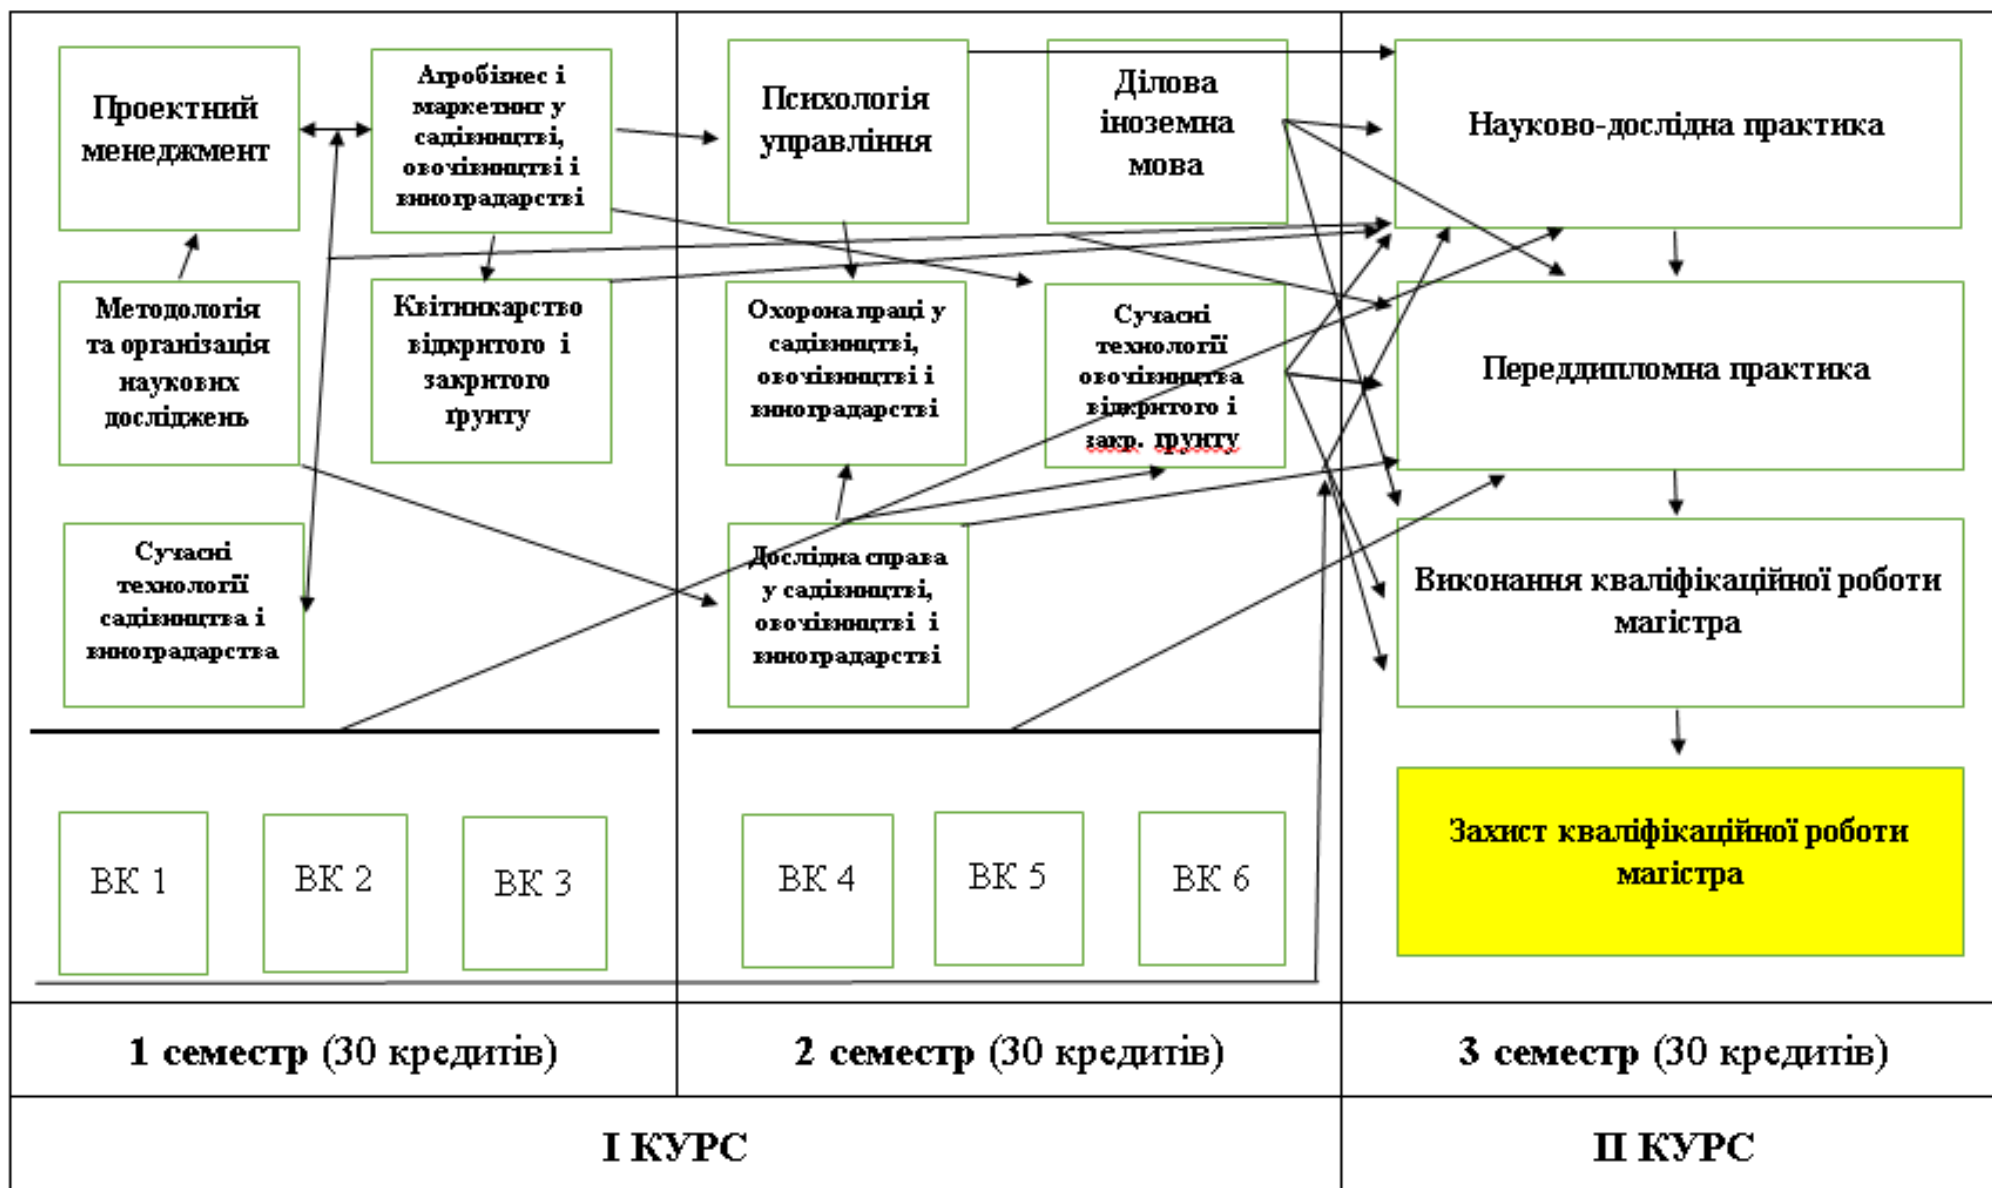 Проектний
менеджмент
Агробізнес і
маркетинг у
садівництві,
овочівництві і
виноградарстві
Методологія
та організація
наукових
досліджень
Квітникарство
відкритого і
закритого
ґрунту
Сучасні
технології
садівництва і
виноградарства
ВК 1
ВК 2
ВК 3
Психологія
управління
Ділова
іноземна
мова
Охорона праці у
садівництві,
овочівництві і
виноградарстві
Сучасні
технології
овочівництва
відкритого і
закр. ґрунту
Дослідна справа
у садівництві,
овочівництві і
виноградарстві
ВК 4
ВК 5
ВК 6
Науково-дослідна практика
Переддипломна практика
Виконання кваліфікаційної роботи
магістра
Захист кваліфікаційної роботи
магістра
1 семестр (30 кредитів)
2 семестр (30 кредитів)
3 семестр (30 кредитів)
І КУРС
ІІ КУРС